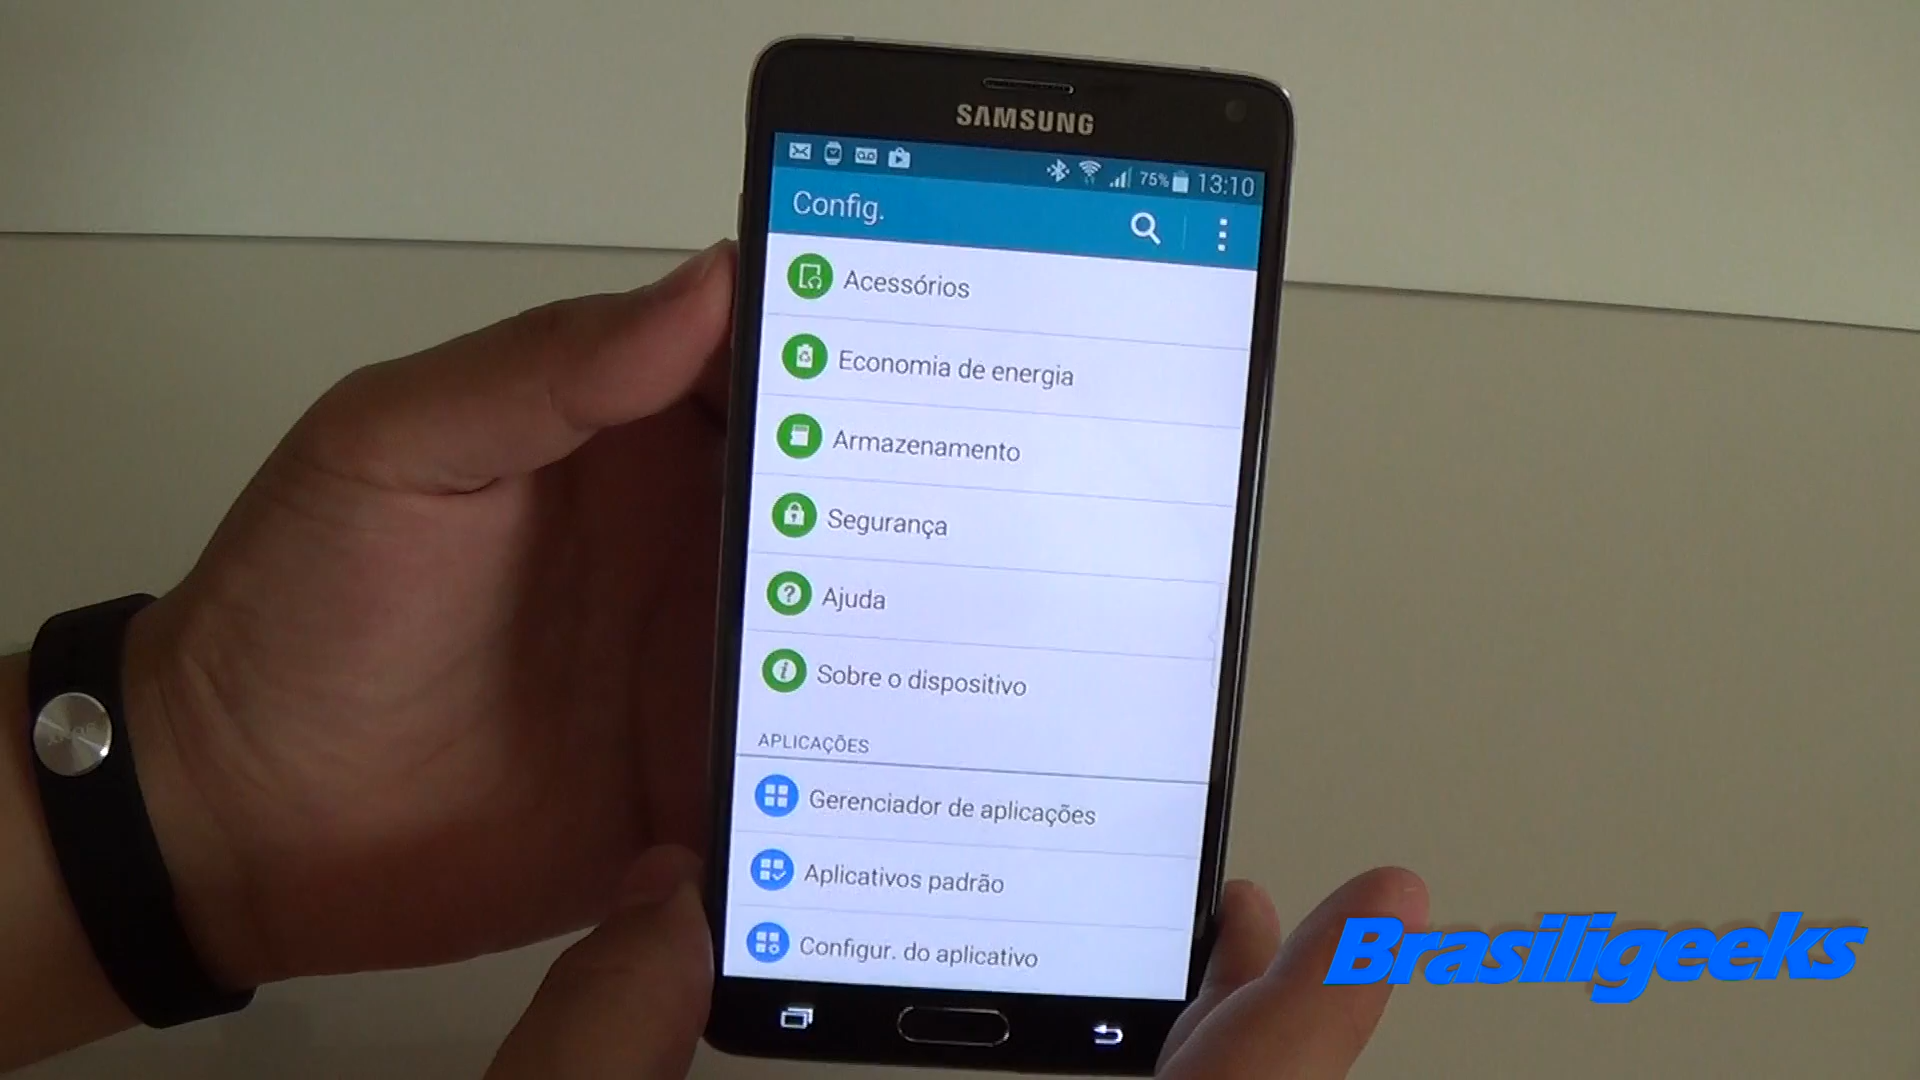 SAMSUNG
75% 13:10
Config.
Acessórios
Economia de energia
Armazenamento
Segurança
Ajuda
Sobre o dispositivo
APLICAÇÕES
Gerenciador de aplicações
Aplicativos padrão
Configur. do aplicativo
SONY
Brasiligeeks